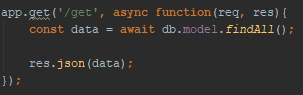 app.get('/get', async function(req, res){
    const data = await db.model.findAll();
    res.json(data);
});